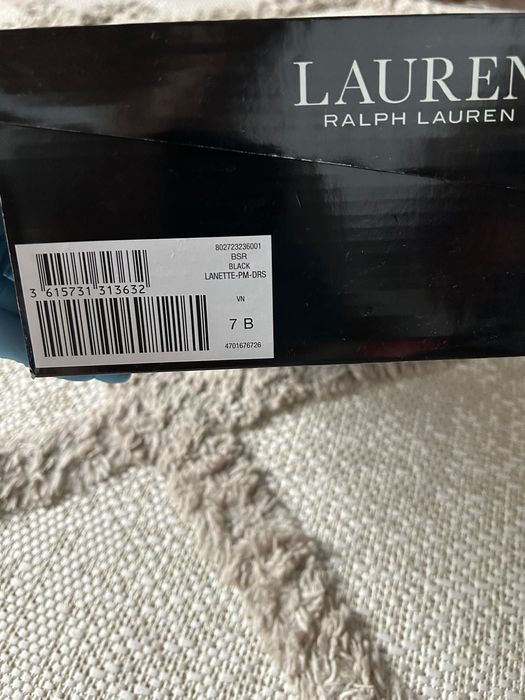 LAUREN
RALPH LAUREN
802723236001
BSR
BLACK
LANETTE-PM-DRS
3 615731 313632
VN
7 B
4701676726